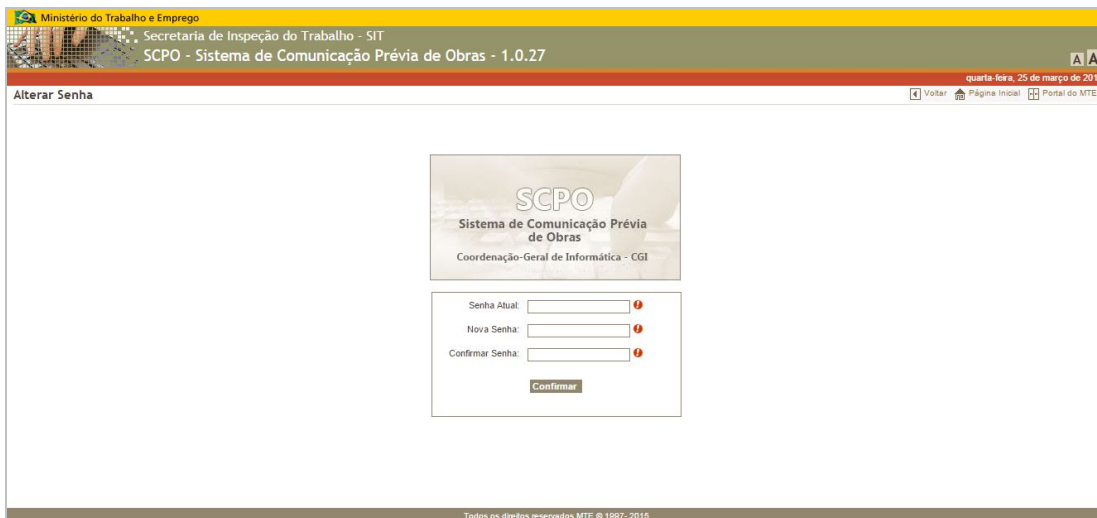 Ministério do Trabalho e Emprego
Secretaria de Inspeção do Trabalho - SIT
SCPO - Sistema de Comunicação Prévia de Obras - 1.0.27
A A
quarta-feira, 25 de março de 201
Alterar Senha
Voltar Página Inicial Portal do MTE
SCPO
Sistema de Comunicação Prévia
de Obras
Coordenação-Geral de Informática - CGI
Senha Atual:
Nova Senha:
Confirmar Senha:
Confirmar
Todos os direitos reservados MTE © 1997- 2015